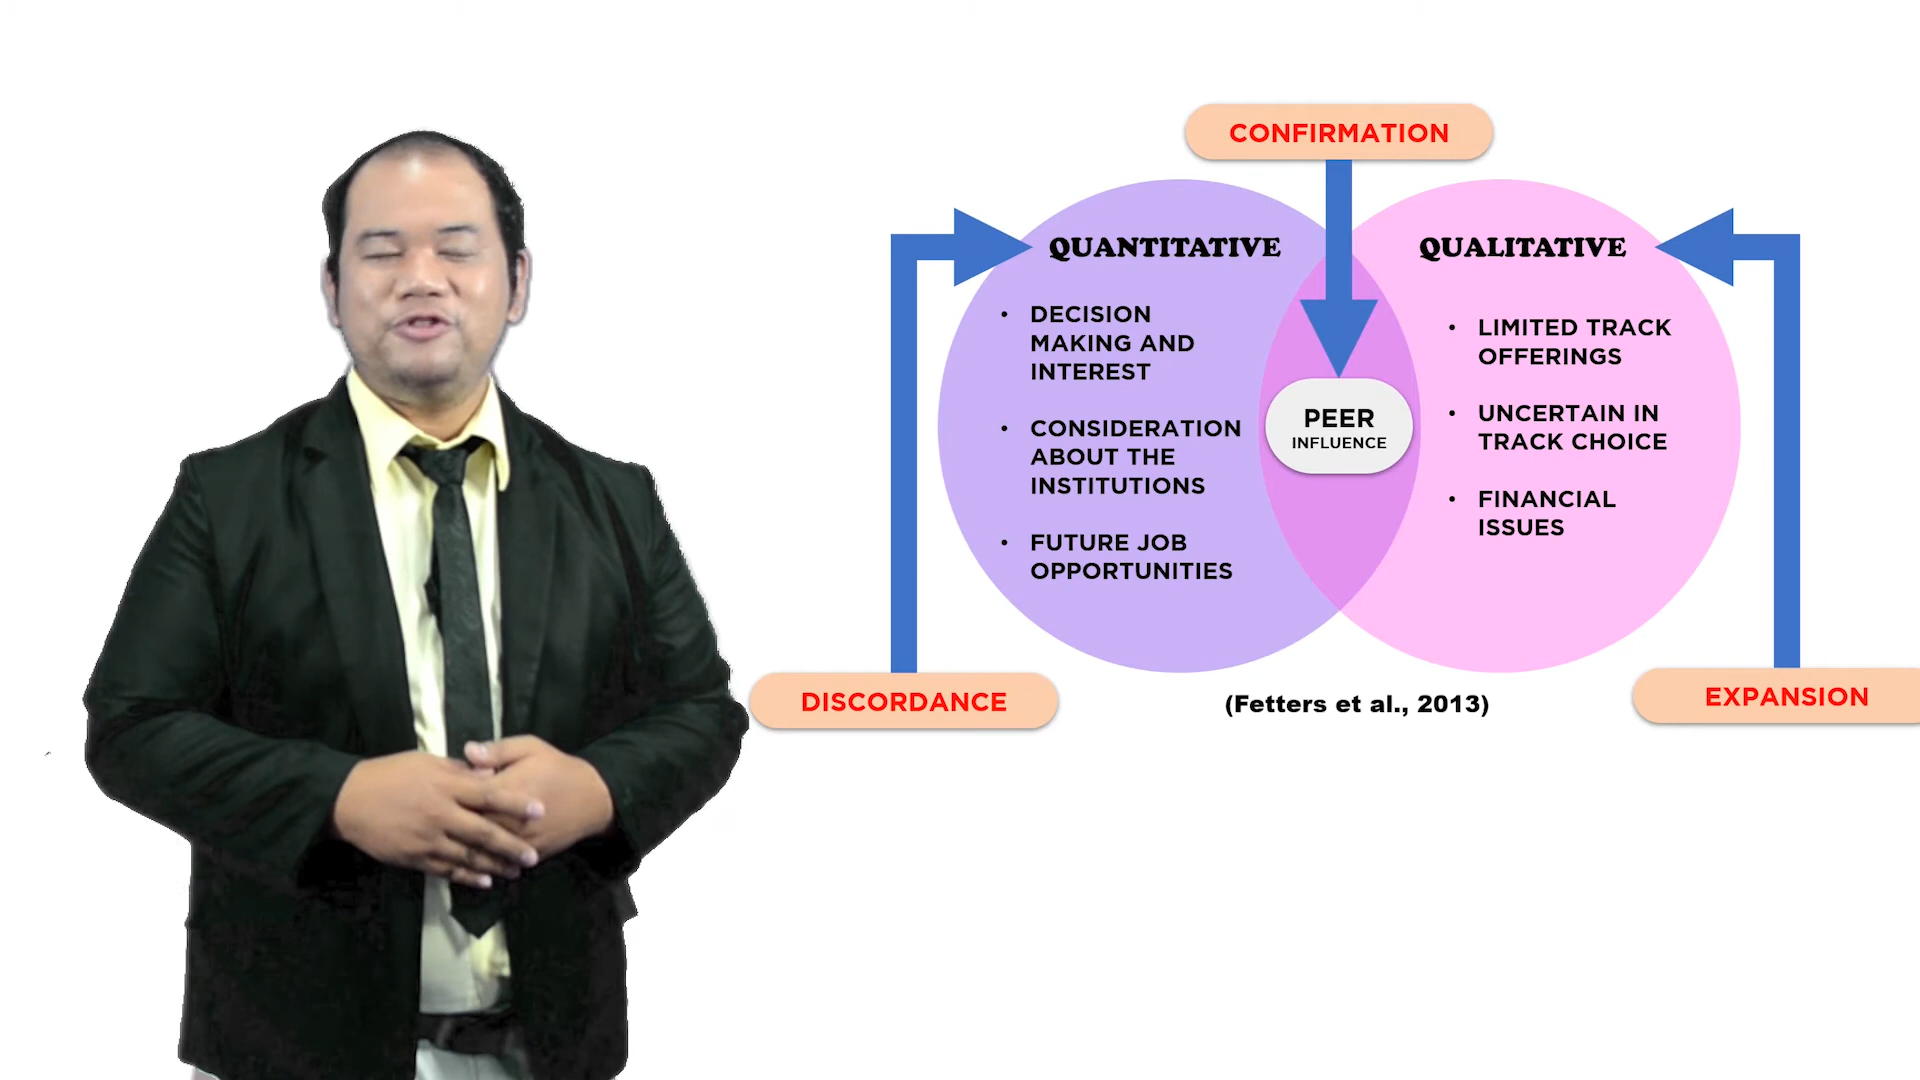 CONFIRMATION
QUANTITATIVE
• DECISION
MAKING AND
INTEREST
• CONSIDERATION
ABOUT THE
INSTITUTIONS
• FUTURE JOB
OPPORTUNITIES
PEER
INFLUENCE
QUALITATIVE
• LIMITED TRACK
OFFERINGS
• UNCERTAIN IN
TRACK CHOICE
• FINANCIAL
ISSUES
DISCORDANCE
(Fetters et al., 2013)
EXPANSION